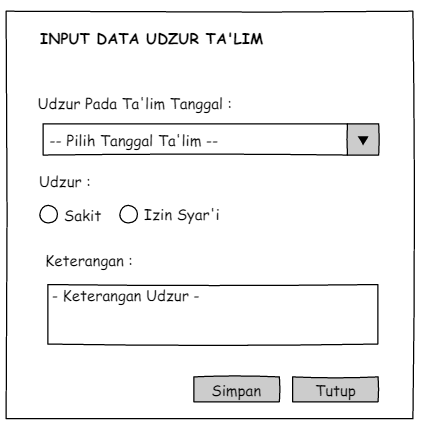 INPUT DATA UDZUR TA'LIM
Udzur Pada Ta'lim Tanggal :
-- Pilih Tanggal Ta'lim --
Udzur :
Sakit Izin Syar'i
Keterangan :
- Keterangan Udzur -
Simpan Tutup